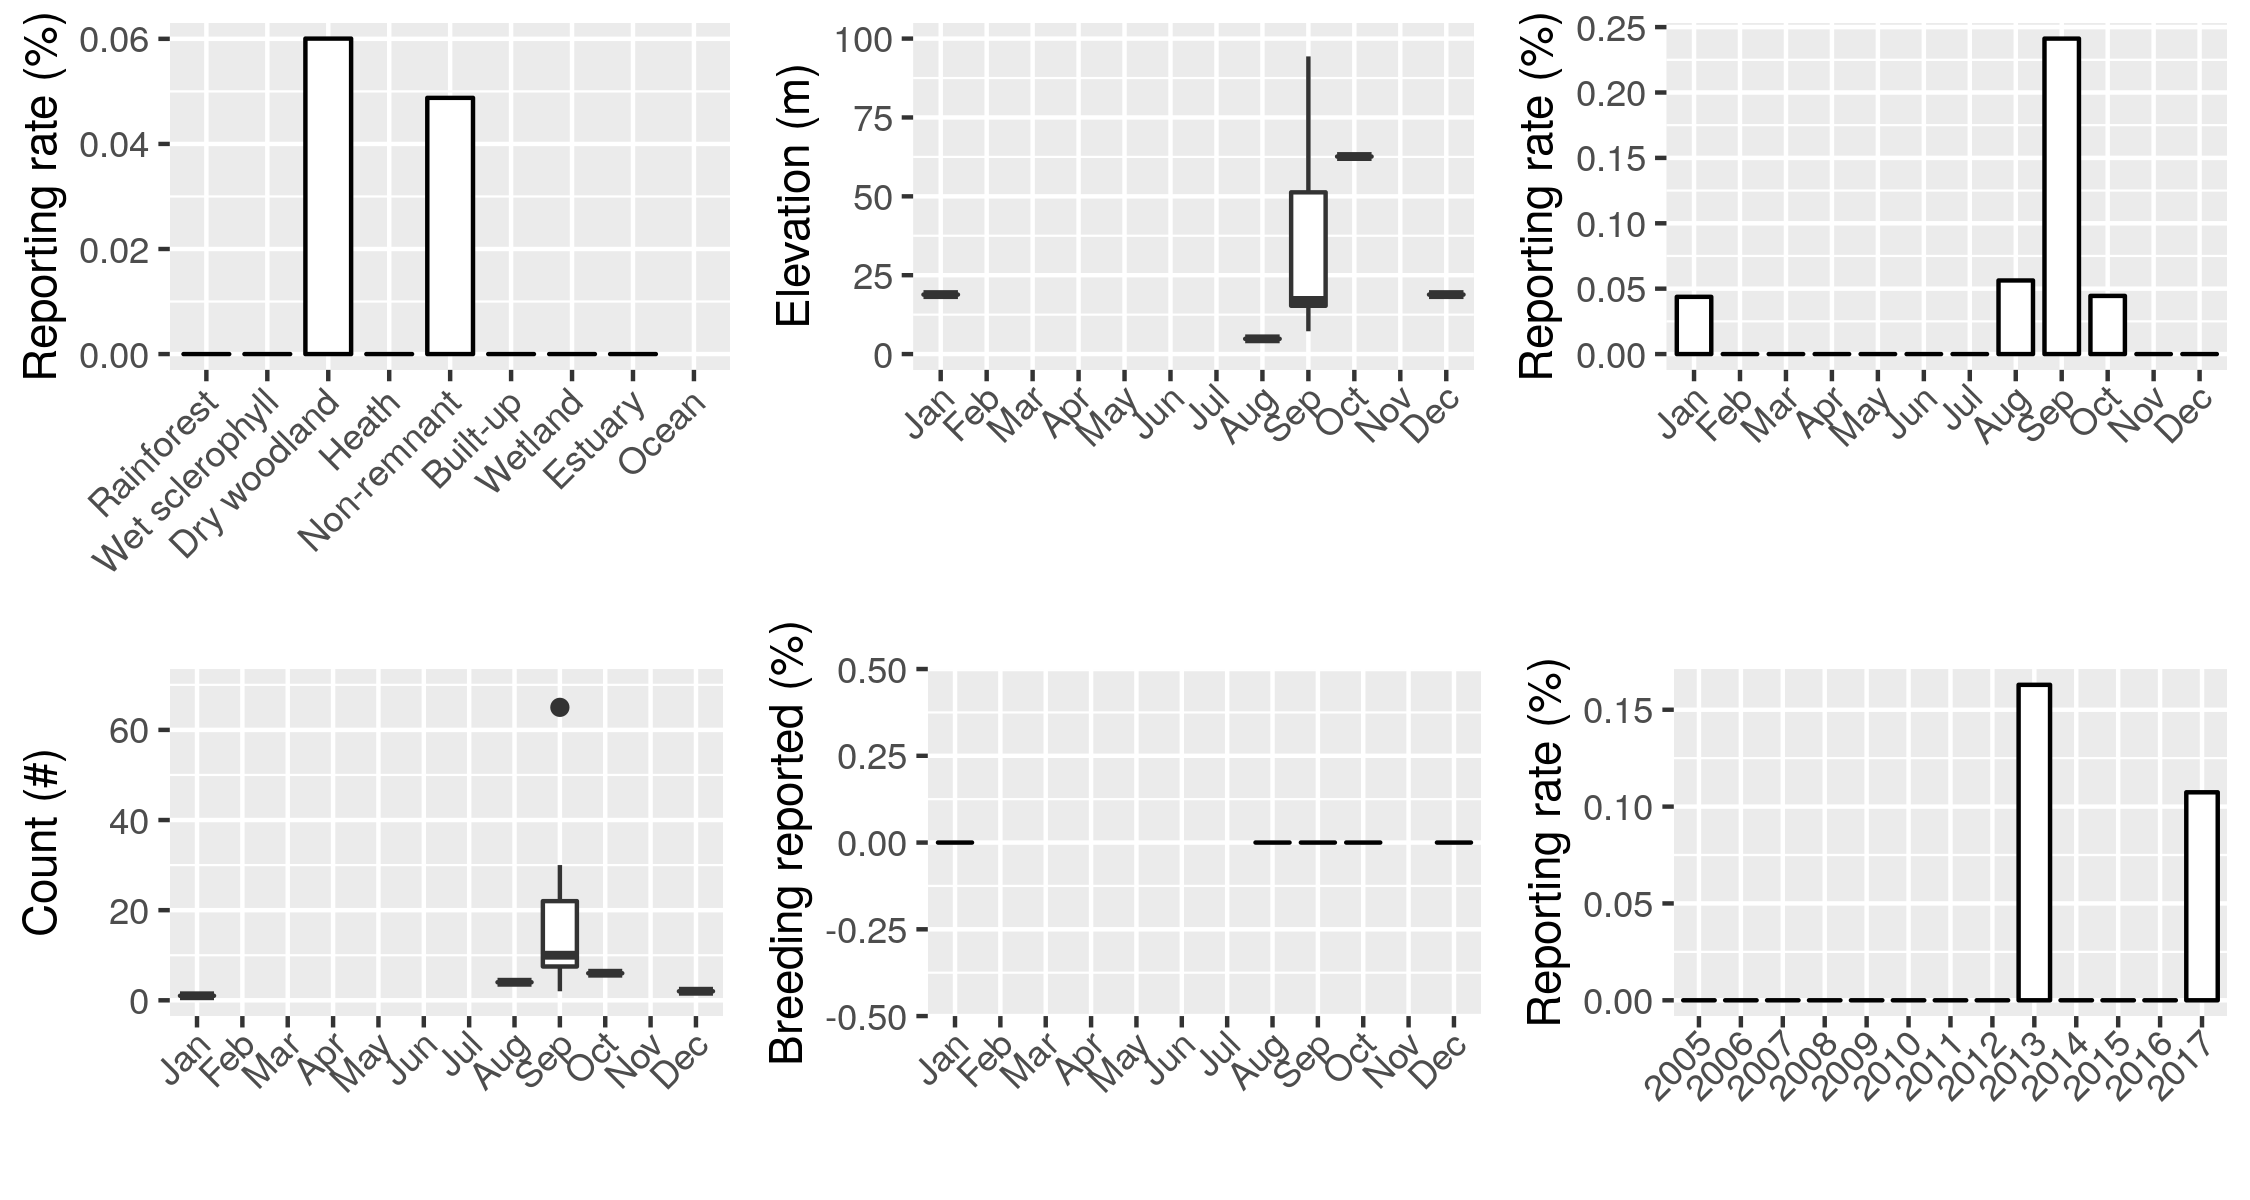 Reporting rate (%)
0.06
0.04
0.02
0.00
Rainforest
Wet sclerophyll
Dry woodland
Heath
Non-remnant
Built-up
Wetland
Estuary
Ocean
Elevation (m)
100
75
50
25
0
Jan
Feb
Mar
Apr
May
Jun
Jul
Aug
Sep
Oct
Nov
Dec
Reporting rate (%)
0.25
0.20
0.15
0.10
0.05
0.00
Jan
Feb
Mar
Apr
May
Jun
Jul
Aug
Sep
Oct
Nov
Dec
Count (#)
60
40
20
0
Jan
Feb
Mar
Apr
May
Jun
Jul
Aug
Sep
Oct
Nov
Dec
Breeding reported (%)
0.50
0.25
0.00
-0.25
-0.50
Jan
Feb
Mar
Apr
May
Jun
Jul
Aug
Sep
Oct
Nov
Dec
Reporting rate (%)
0.15
0.10
0.05
0.00
2005
2006
2007
2008
2009
2010
2011
2012
2013
2014
2015
2016
2017